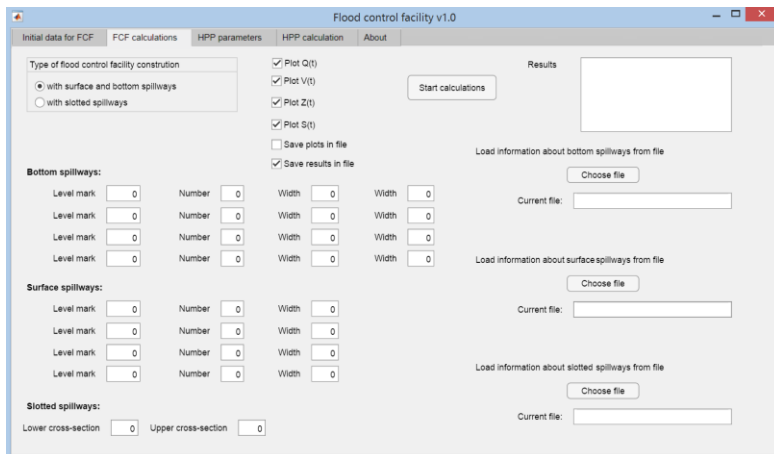 Flood control facility v1.0
Initial data for FCF FCF calculations HPP parameters HPP calculation About
Type of flood control facility constrution
with surface and bottom spillways
with slotted spillways
Plot Q(t)
Plot V(t)
Plot Z(t)
Plot S(t)
Save plots in file
Save results in file
Start calculations
Results
Load information about bottom spillways from file
Choose file
Current file:
Bottom spillways:
Level mark 0 Number 0 Width 0 Width 0
Level mark 0 Number 0 Width 0 Width 0
Level mark 0 Number 0 Width 0 Width 0
Level mark 0 Number 0 Width 0 Width 0
Load information about surface spillways from file
Choose file
Current file:
Surface spillways:
Level mark 0 Number 0 Width 0
Level mark 0 Number 0 Width 0
Level mark 0 Number 0 Width 0
Level mark 0 Number 0 Width 0
Load information about slotted spillways from file
Choose file
Current file:
Slotted spillways:
Lower cross-section 0 Upper cross-section 0